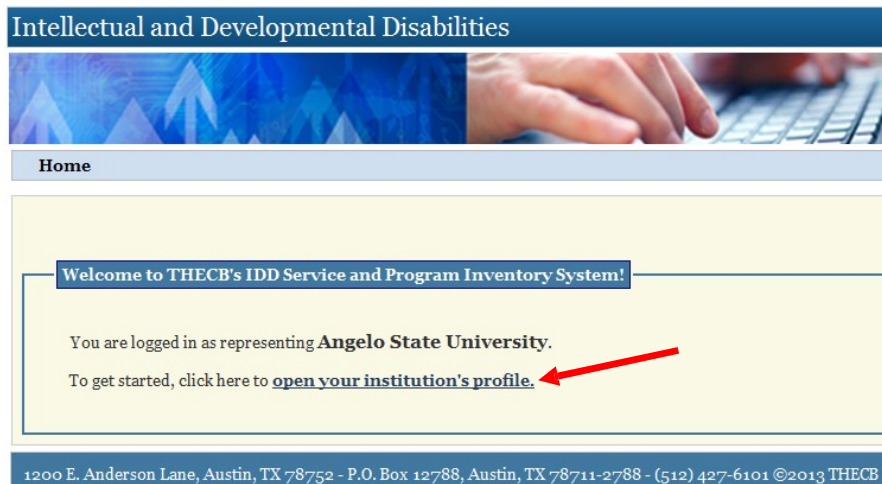 Intellectual and Developmental Disabilities
Home
Welcome to THECB's IDD Service and Program Inventory System!
You are logged in as representing Angelo State University.
To get started, click here to open your institution's profile.
1200 E. Anderson Lane, Austin, TX 78752 - P.O. Box 12788, Austin, TX 78711-2788 - (512) 427-6101 ©2013 THECB